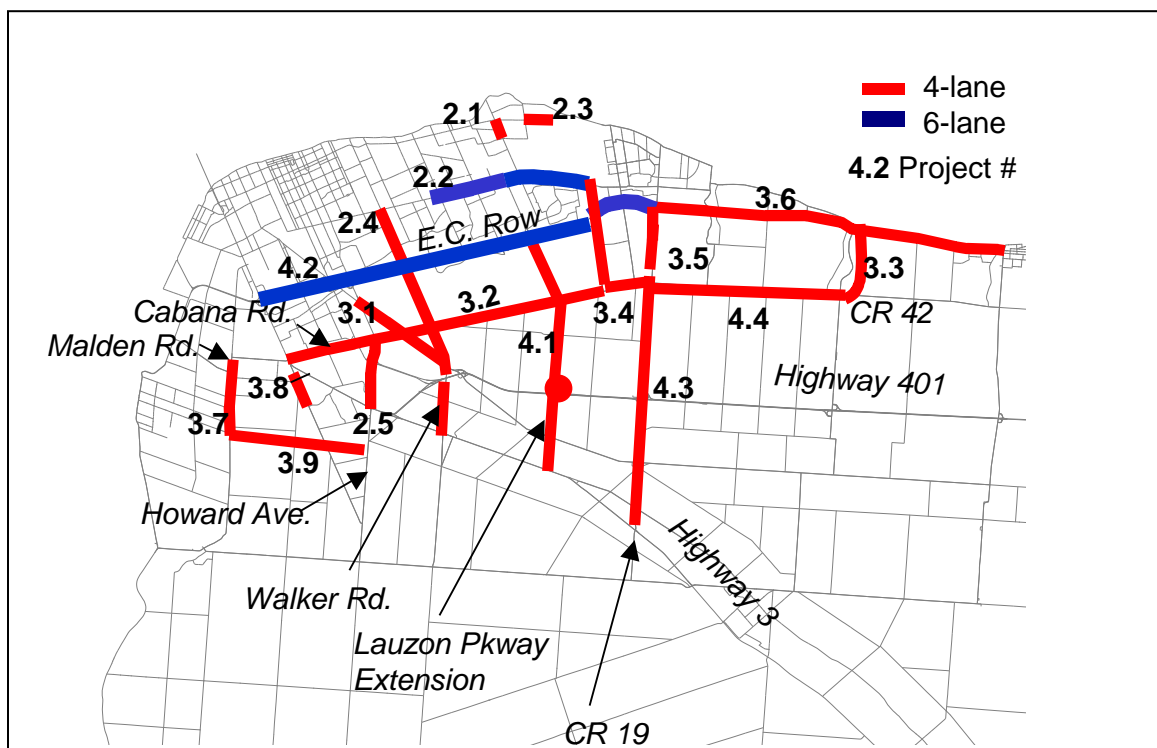 4-lane
6-lane
4.2 Project #
2.1
2.3
2.2
2.4
E.C. Row
3.6
4.2
3.5
3.3
Cabana Rd.
3.1
3.2
3.4
4.4
CR 42
Malden Rd.
4.1
3.8
4.3
Highway 401
3.7
2.5
3.9
Howard Ave.
Highway 3
Walker Rd.
Lauzon Pkway
Extension
CR 19